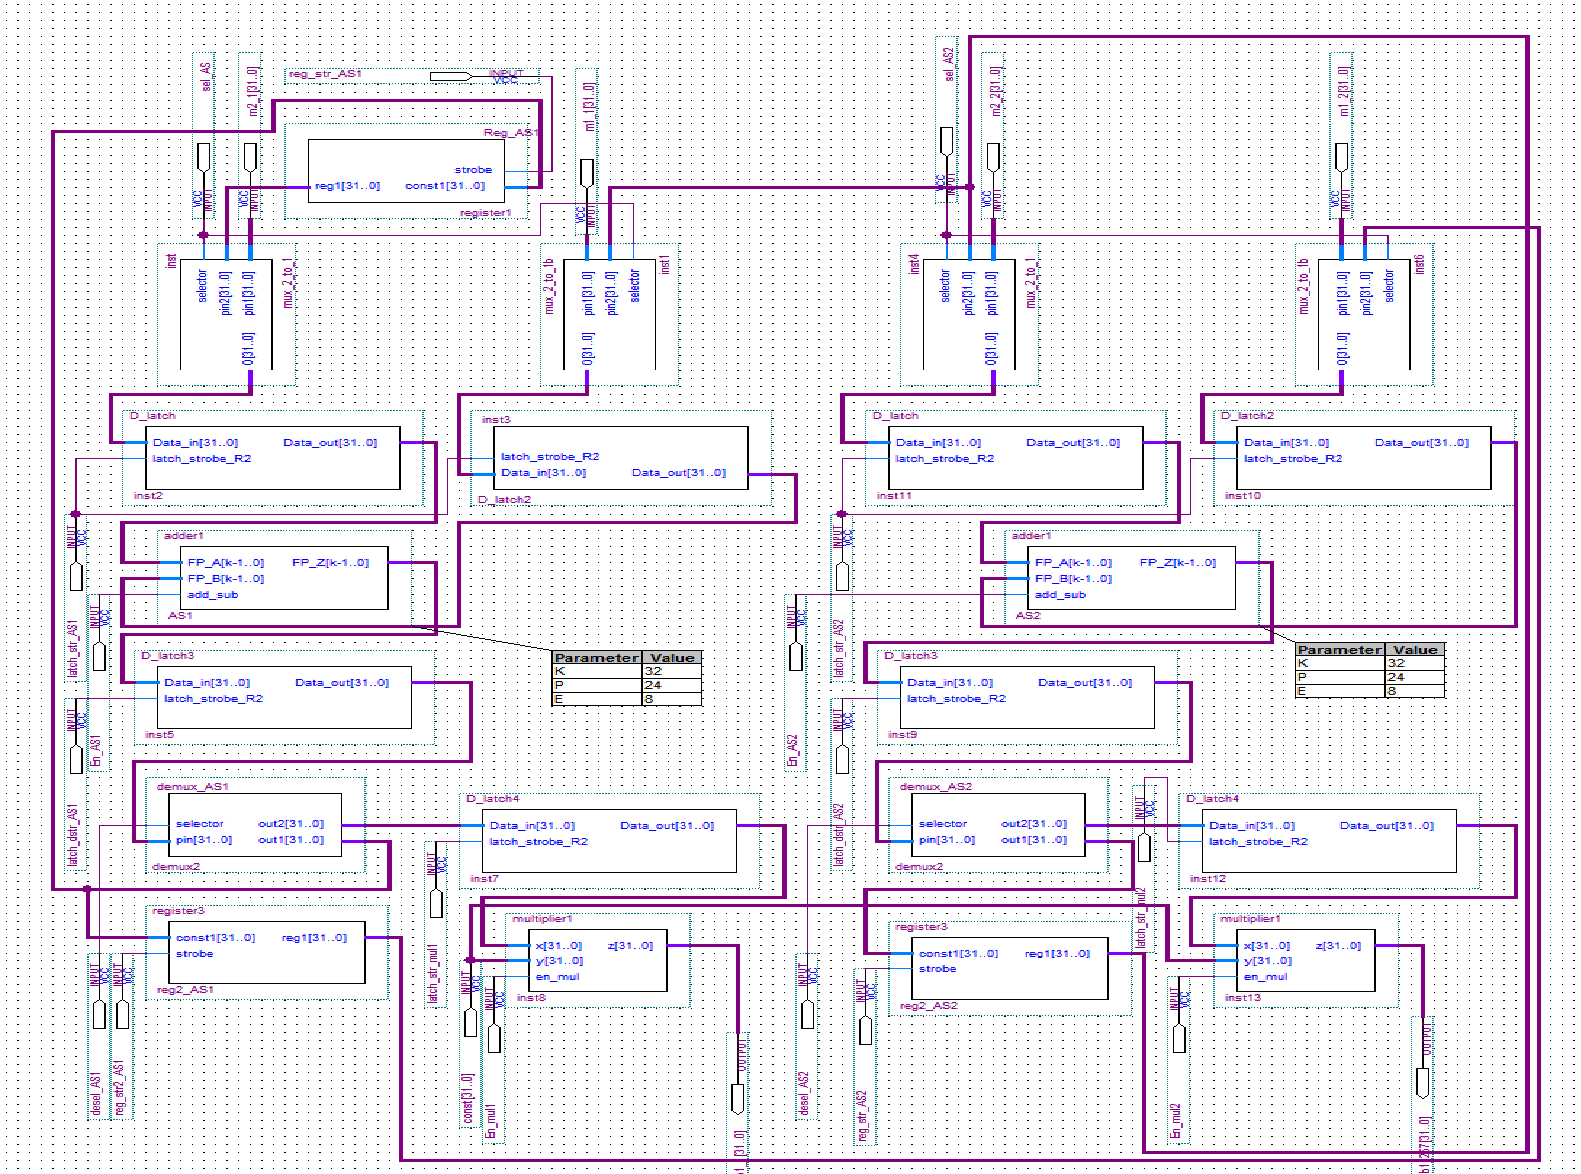 sel_AS
m2_1[31..0]
reg_str_AS1
INPUT
VCC
m1_1[31..0]
sel_AS2
m2_2[31..0]
m1_2[31..0]
Reg_AS1
strobe
reg1[31..0]
const1[31..0]
register1
VCC
INPUT
VCC
INPUT
VCC
INPUT
VCC
INPUT
VCC
INPUT
VCC
INPUT
inst
selector
pin2[31..0]
pin1[31..0]
Q[31..0]
mux_2_to_1
mux_2_to_1b
pin1[31..0]
pin2[31..0]
selector
Q[31..0]
inst1
inst4
selector
pin2[31..0]
pin1[31..0]
Q[31..0]
mux_2_to_1
mux_2_to_1b
pin1[31..0]
pin2[31..0]
selector
Q[31..0]
inst6
D_latch
Data_in[31..0]
Data_out[31..0]
latch_strobe_R2
inst2
inst3
latch_strobe_R2
Data_in[31..0]
Data_out[31..0]
D_latch2
D_latch
Data_in[31..0]
Data_out[31..0]
latch_strobe_R2
inst11
D_latch2
Data_in[31..0]
Data_out[31..0]
latch_strobe_R2
inst10
INPUT
VCC
latch_str_AS1
adder1
FP_A[k-1..0]
FP_Z[k-1..0]
FP_B[k-1..0]
add_sub
AS1
INPUT
VCC
En_AS1
INPUT
VCC
latch_str_AS2
adder1
FP_A[k-1..0]
FP_Z[k-1..0]
FP_B[k-1..0]
add_sub
AS2
INPUT
VCC
En_AS2
Parameter Value
K 32
P 24
E 8
Parameter Value
K 32
P 24
E 8
D_latch3
Data_in[31..0]
Data_out[31..0]
latch_strobe_R2
inst5
INPUT
VCC
latch_dstr_AS1
D_latch3
Data_in[31..0]
Data_out[31..0]
latch_strobe_R2
inst9
INPUT
VCC
latch_dstr_AS2
demux_AS1
selector
out2[31..0]
pin[31..0]
out1[31..0]
demux2
D_latch4
Data_in[31..0]
Data_out[31..0]
latch_strobe_R2
inst7
demux_AS2
selector
out2[31..0]
pin[31..0]
out1[31..0]
demux2
INPUT
VCC
latch_str_mul2
D_latch4
Data_in[31..0]
Data_out[31..0]
latch_strobe_R2
inst12
INPUT
VCC
latch_str_mul1
register3
const1[31..0]
reg1[31..0]
strobe
reg2_AS1
multiplier1
x[31..0]
z[31..0]
y[31..0]
en_mul
inst8
register3
const1[31..0]
reg1[31..0]
strobe
reg2_AS2
multiplier1
x[31..0]
z[31..0]
y[31..0]
en_mul
inst13
INPUT
VCC
desel_AS1
INPUT
VCC
reg_str2_AS1
INPUT
VCC
const[31..0]
INPUT
VCC
En_mul1
OUTPUT
INPUT
VCC
desel_AS2
INPUT
VCC
reg_str_AS2
INPUT
VCC
En_mul2
OUTPUT